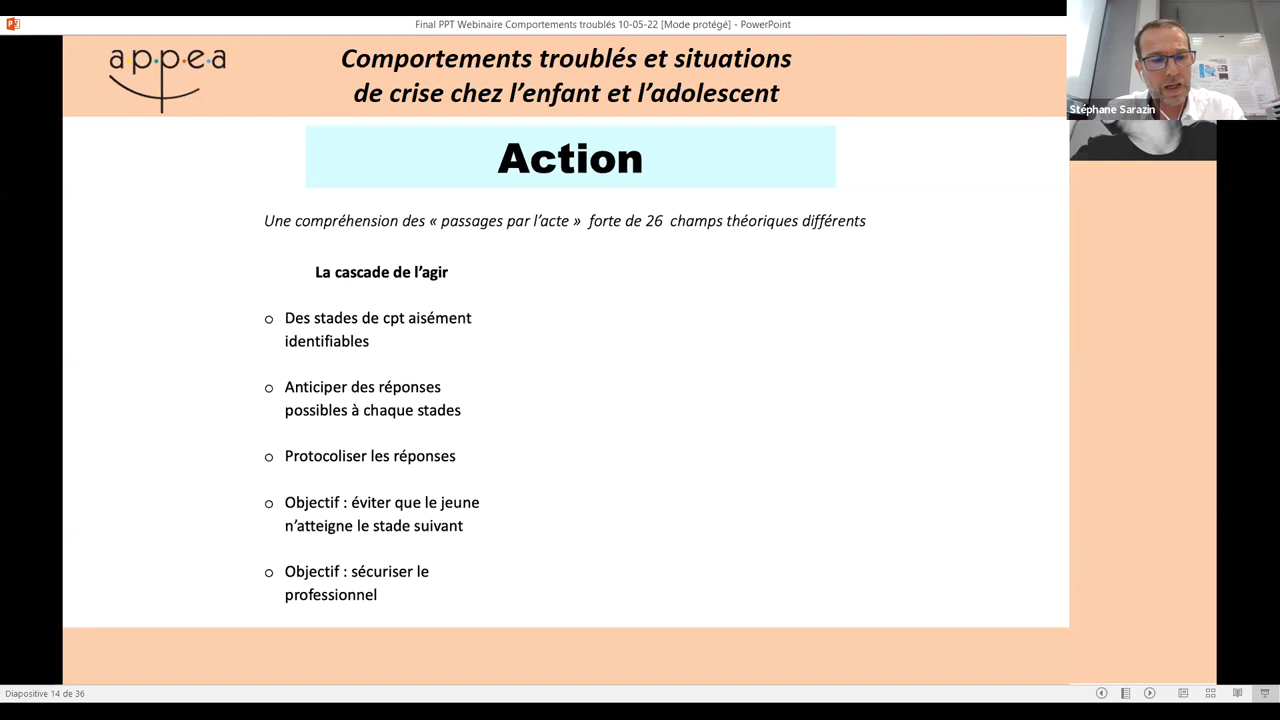 Final PPT Webinaire Comportements troublés 10-05-22 [Mode protégé] - PowerPoint
appea
Comportements troublés et situations
de crise chez l'enfant et l'adolescent
Stéphane Sarazin
Action
Une compréhension des « passages par l'acte » forte de 26 champs théoriques différents
La cascade de l'agir
o Des stades de cpt aisément
identifiables
o Anticiper des réponses
possibles à chaque stades
o Protocoliser les réponses
o Objectif : éviter que le jeune
n'atteigne le stade suivant
o Objectif : sécuriser le
professionnel
Diapositive 14 de 36